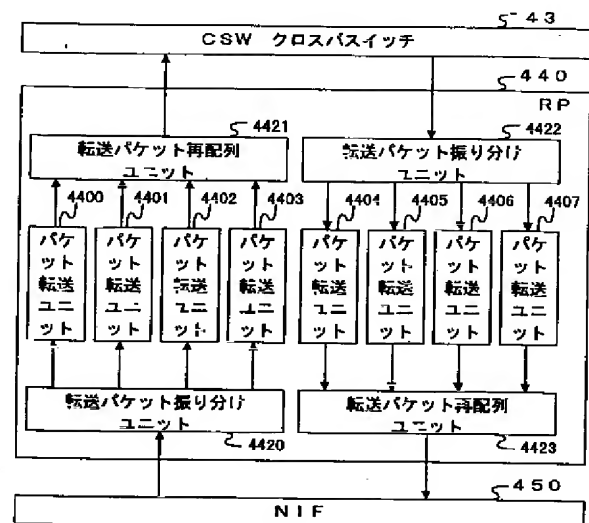 43
CSW クロスバスイッチ
440
RP
4421
転送パケット再配列
ユニット
4422
転送パケット振り分け
ユニット
4400
4401
4402
4403
4404
4405
4406
4407
パケ
ット
転送
ユニ
ット
パケ
ット
転送
ユニ
ット
パケ
ット
転送
ユニ
ット
パケ
ット
転送
ユニ
ット
パケ
ット
転送
ユニ
ット
パケ
ット
転送
ユニ
ット
パケ
ット
転送
ユニ
ット
パケ
ット
転送
ユニ
ット
転送パケット振り分け
ユニット
4420
転送パケット再配列
ユニット
4423
450
NIF